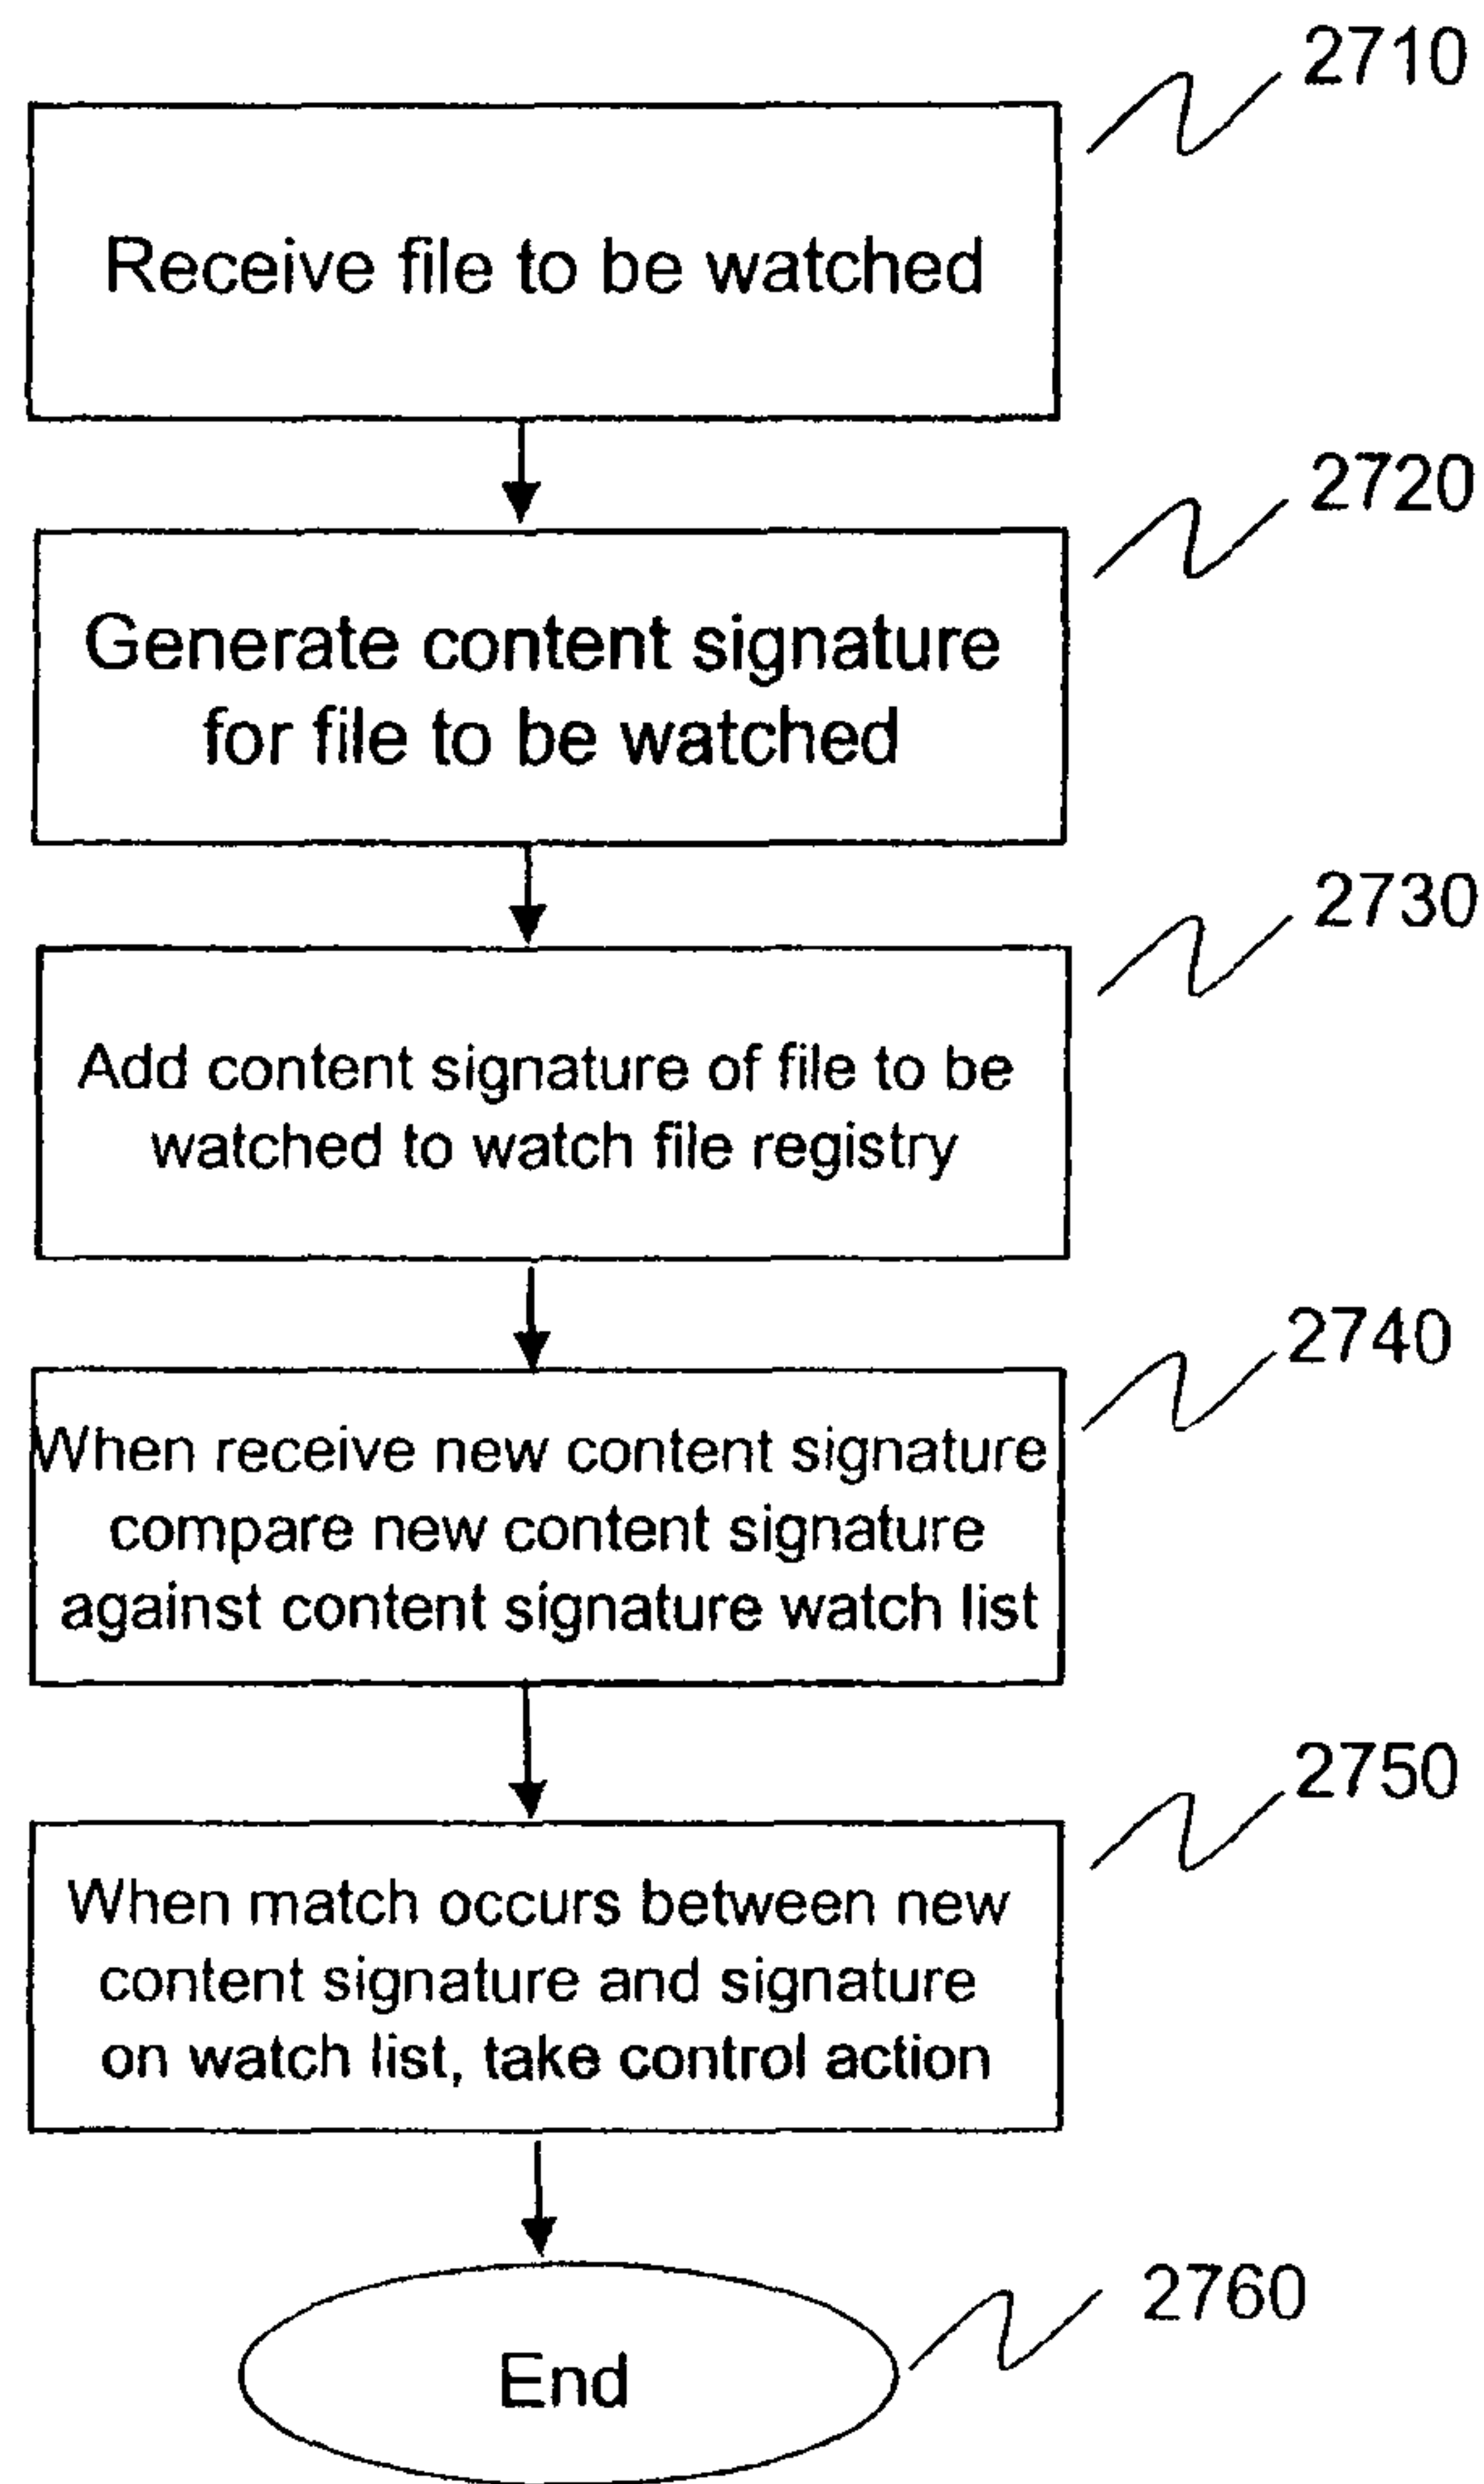 2710
Receive file to be watched
2720
Generate content signature
for file to be watched
2730
Add content signature of file to be
watched to watch file registry
2740
When receive new content signature
compare new content signature
against content signature watch list
2750
When match occurs between new
content signature and signature
on watch list, take control action
2760
End